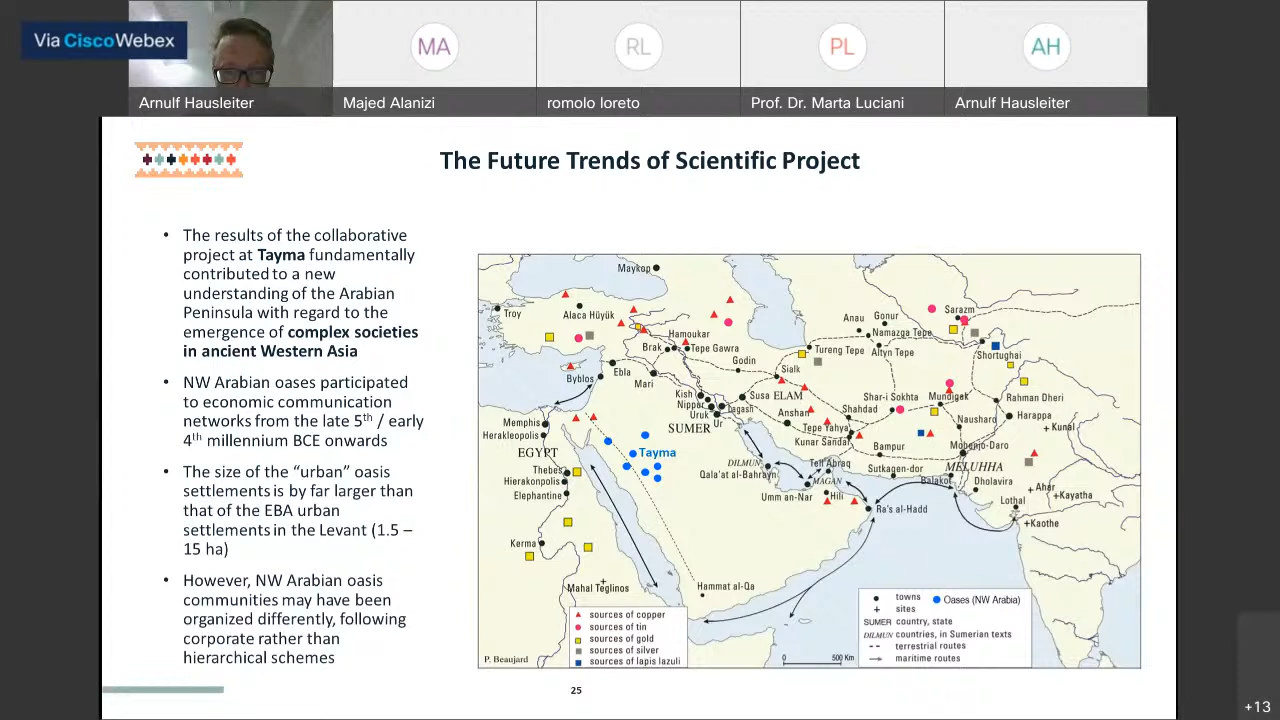 Via Cisco Webex
MA
RL
PL
AH
Arnulf Hausleiter
Majed Alanizi
romolo loreto
Prof. Dr. Marta Luciani
Arnulf Hausleiter
The Future Trends of Scientific Project
• The results of the collaborative
project at Tayma fundamentally
contributed to a new
understanding of the Arabian
Peninsula with regard to the
emergence of complex societies
in ancient Western Asia
• NW Arabian oases participated
to economic communication
networks from the late 5th / early
4th millennium BCE onwards
• The size of the “urban” oasis
settlements is by far larger than
that of the EBA urban
settlements in the Levant (1.5 –
15 ha)
• However, NW Arabian oasis
communities may have been
organized differently, following
corporate rather than
hierarchical schemes
Maykop
Troy
Alaca Hüyük
Hamoukar
Brak
Tepe Gawra
Ebla
Byblos
Mari
Godin
Sialk
Tureng Tepe
Anau
Gonur
Namazga Tepe
Altyn Tepe
Sarazm
Shortughai
Kish
Nippur
Uruk
Lagash
Ur
SUMER
Susa
ELAM
Anshan
Tepe Yahya
Kunar Sandal
Shahdad
Shar-i Sokhta
Mundigak
Rahman Dheri
Harappa
Kunal
Nausharo
Mohenjo-Daro
Bampur
Sutkagen-dor
MELUHHA
Balakot
Dholavira
Lothal
Ahar
Kayatha
Kaothe
Memphis
Herakleopolis
EGYPT
Thebes
Hierakonpolis
Elephantine
Kerma
Mahal Teglinos
Tayma
DILMUN
Qala'at al-Bahrayn
Tell Abraq
MAGAN
Umm an-Nar
Hili
Ra's al-Hadd
Hammat al-Qa
sources of copper
sources of tin
sources of gold
sources of silver
sources of lapis lazuli
P. Beaujard
0 500 Km
towns
Oases (NW Arabia)
sites
SUMER country, state
DILMUN countries, in Sumerian texts
terrestrial routes
maritime routes
25
+13